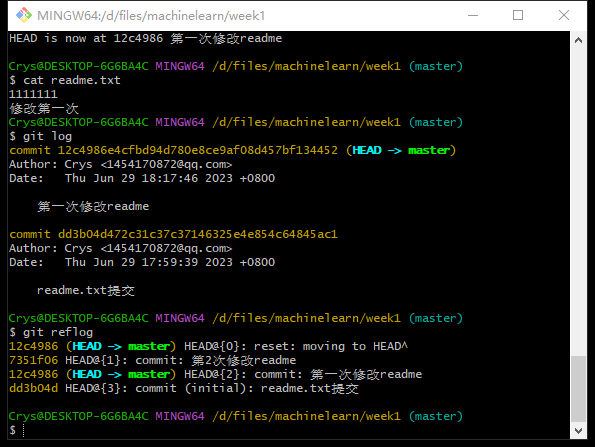 MINGW64:/d/files/machinelearn/week1
HEAD is now at 12c4986 第一次修改readme
Crys@DESKTOP-6G6BA4C MINGW64 /d/files/machinelearn/week1 (master)
$ cat readme.txt
1111111
修改第一次
Crys@DESKTOP-6G6BA4C MINGW64 /d/files/machinelearn/week1 (master)
$ git log
commit 12c4986e4cfbd94d780e8ce9af08d457bf134452 (HEAD -> master)
Author: Crys <1454170872@qq.com>
Date:   Thu Jun 29 18:17:46 2023 +0800
    第一次修改readme
commit dd3b04d472c31c37c37146325e4e854c64845ac1
Author: Crys <1454170872@qq.com>
Date:   Thu Jun 29 17:59:39 2023 +0800
    readme.txt提交
Crys@DESKTOP-6G6BA4C MINGW64 /d/files/machinelearn/week1 (master)
$ git reflog
12c4986 (HEAD -> master) HEAD@{0}: reset: moving to HEAD^
7351f06 HEAD@{1}: commit: 第2次修改readme
12c4986 (HEAD -> master) HEAD@{2}: commit: 第一次修改readme
dd3b04d HEAD@{3}: commit (initial): readme.txt提交
Crys@DESKTOP-6G6BA4C MINGW64 /d/files/machinelearn/week1 (master)
$